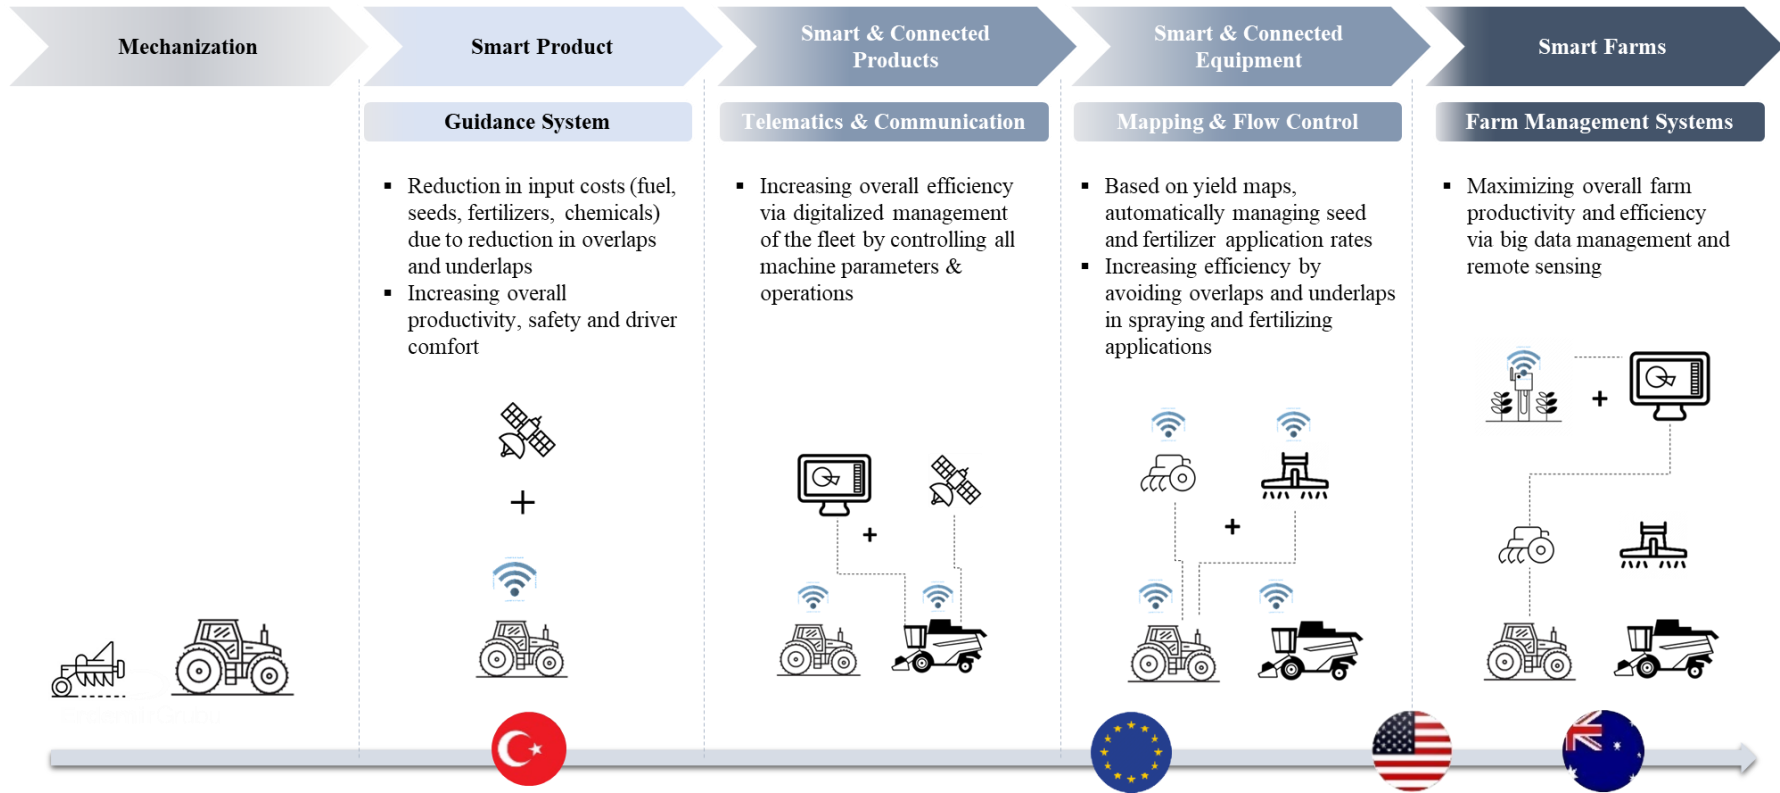 Mechanization
Smart Product
Smart & Connected
Products
Smart & Connected
Equipment
Smart Farms
Guidance System
Telematics & Communication
Mapping & Flow Control
Farm Management Systems
▪ Reduction in input costs (fuel,
seeds, fertilizers, chemicals)
due to reduction in overlaps
and underlaps
▪ Increasing overall
productivity, safety and driver
comfort
▪ Increasing overall efficiency
via digitalized management
of the fleet by controlling all
machine parameters &
operations
▪ Based on yield maps,
automatically managing seed
and fertilizer application rates
▪ Increasing efficiency by
avoiding overlaps and underlaps
in spraying and fertilizing
applications
▪ Maximizing overall farm
productivity and efficiency
via big data management and
remote sensing
+
+
+
+